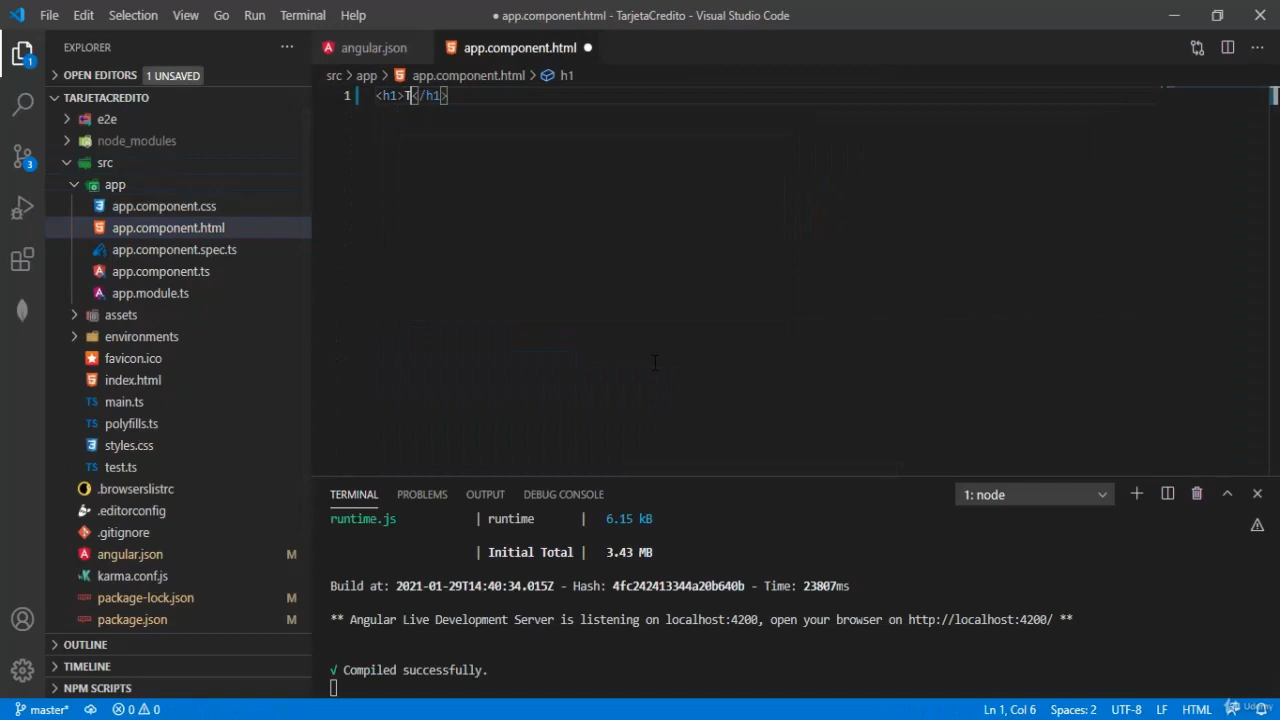 File Edit Selection View Go Run Terminal Help
● app.component.html - TarjetaCredito - Visual Studio Code
EXPLORER
angular.json
app.component.html
OPEN EDITORS 1 UNSAVED
src > app > app.component.html > h1
TARJETACREDITO
1 <h1>T</h1>
e2e
node_modules
src
app
app.component.css
app.component.html
app.component.spec.ts
app.component.ts
app.module.ts
assets
environments
favicon.ico
index.html
main.ts
TS polyfills.ts
styles.css
TS test.ts
.browserslistrc
.editorconfig
.gitignore
angular.json M
karma.conf.js
package-lock.json M
package.json M
OUTLINE
TIMELINE
NPM SCRIPTS
TERMINAL PROBLEMS OUTPUT DEBUG CONSOLE 1: node
runtime.js | runtime | 6.15 kB
| Initial Total | 3.43 MB
Build at: 2021-01-29T14:40:34.015Z - Hash: 4fc242413344a20b640b - Time: 23807ms
** Angular Live Development Server is listening on localhost:4200, open your browser on http://localhost:4200/ **
√ Compiled successfully.
master* 0 0 Ln 1, Col 6 Spaces: 2 UTF-8 LF HTML
Udemy